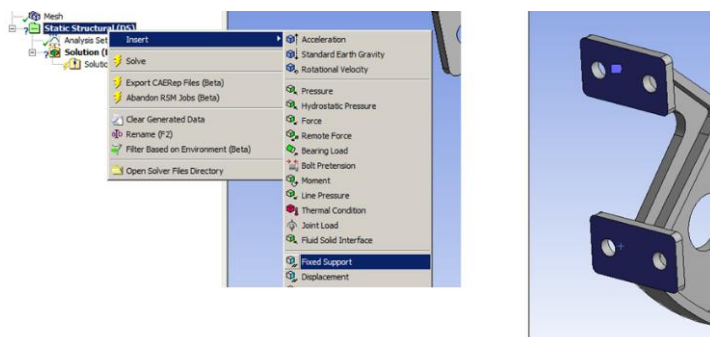 Mesh
Static Structural (D5)
Analysis Set
Solution (
Solutio
Insert
Solve
Export CAERep Files (Beta)
Abandon RSM Jobs (Beta)
Clear Generated Data
Rename (F2)
Filter Based on Environment (Beta)
Open Solver Files Directory
Acceleration
Standard Earth Gravity
Rotational Velocity
Pressure
Hydrostatic Pressure
Force
Remote Force
Bearing Load
Bolt Pretension
Moment
Line Pressure
Thermal Condition
Joint Load
Fluid Solid Interface
Fixed Support
Displacement